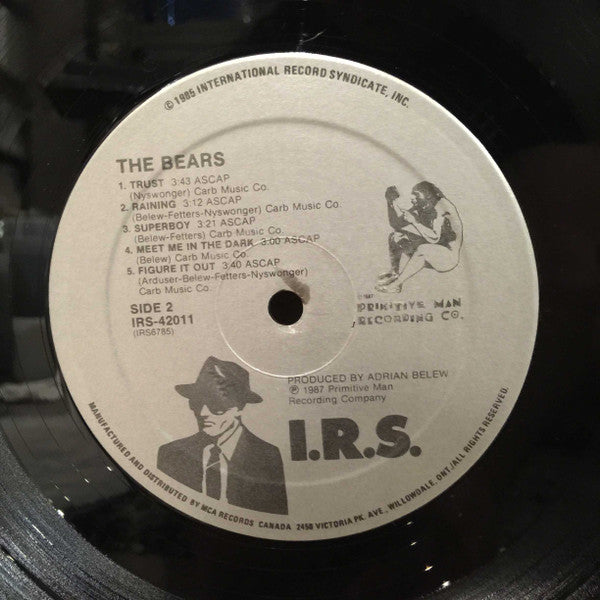 © 1985 INTERNATIONAL RECORD SYNDICATE, INC.
THE BEARS
1. TRUST 3:43 ASCAP
(Nyswonger) Carb Music Co.
2. RAINING 3:12 ASCAP
(Belew-Fetters-Nyswonger) Carb Music Co.
3. SUPERBOY 3:21 ASCAP
(Belew-Fetters) Carb Music Co.
4. MEET ME IN THE DARK 3:00 ASCAP
(Belew) Carb Music Co.
5. FIGURE IT OUT 3:40 ASCAP
(Arduser-Belew-Fetters-Nyswonger)
Carb Music Co.
SIDE 2
IRS-42011
(IRS6785)
PRIMITIVE MAN
RECORDING CO.
PRODUCED BY ADRIAN BELEW
℗ 1987 Primitive Man
Recording Company
I.R.S.
MANUFACTURED AND DISTRIBUTED BY MCA RECORDS CANADA 2450 VICTORIA PK. AVE., WILLOWDALE, ONT./ALL RIGHTS RESERVED.